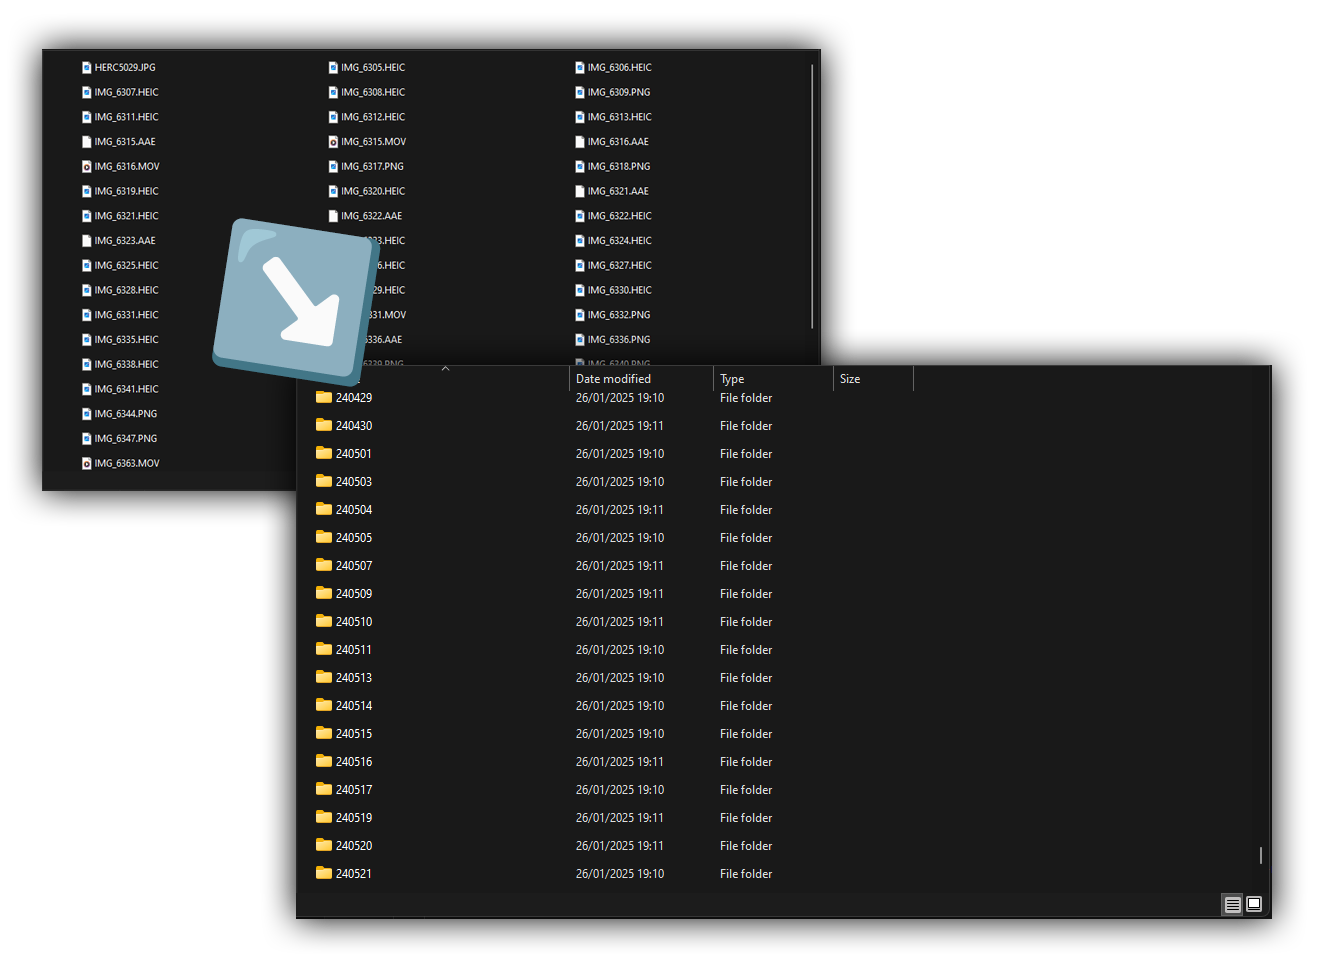 HERC5029.JPG IMG_6305.HEIC IMG_6306.HEIC
IMG_6307.HEIC IMG_6308.HEIC IMG_6309.PNG
IMG_6311.HEIC IMG_6312.HEIC IMG_6313.HEIC
IMG_6315.AAE IMG_6315.MOV IMG_6316.AAE
IMG_6316.MOV IMG_6317.PNG IMG_6318.PNG
IMG_6319.HEIC IMG_6320.HEIC IMG_6321.AAE
IMG_6321.HEIC IMG_6322.AAE IMG_6322.HEIC
IMG_6323.AAE 23.HEIC IMG_6324.HEIC
IMG_6325.HEIC 6.HEIC IMG_6327.HEIC
IMG_6328.HEIC 29.HEIC IMG_6330.HEIC
IMG_6331.HEIC 331.MOV IMG_6332.PNG
IMG_6335.HEIC 6336.AAE IMG_6336.PNG
IMG_6338.HEIC 6339.PNG IMG_6340.PNG
IMG_6341.HEIC
IMG_6344.PNG
IMG_6347.PNG
IMG_6363.MOV
Date modified Type Size
240429 26/01/2025 19:10 File folder
240430 26/01/2025 19:11 File folder
240501 26/01/2025 19:10 File folder
240503 26/01/2025 19:10 File folder
240504 26/01/2025 19:11 File folder
240505 26/01/2025 19:10 File folder
240507 26/01/2025 19:11 File folder
240509 26/01/2025 19:11 File folder
240510 26/01/2025 19:11 File folder
240511 26/01/2025 19:10 File folder
240513 26/01/2025 19:10 File folder
240514 26/01/2025 19:10 File folder
240515 26/01/2025 19:10 File folder
240516 26/01/2025 19:11 File folder
240517 26/01/2025 19:10 File folder
240519 26/01/2025 19:11 File folder
240520 26/01/2025 19:11 File folder
240521 26/01/2025 19:10 File folder